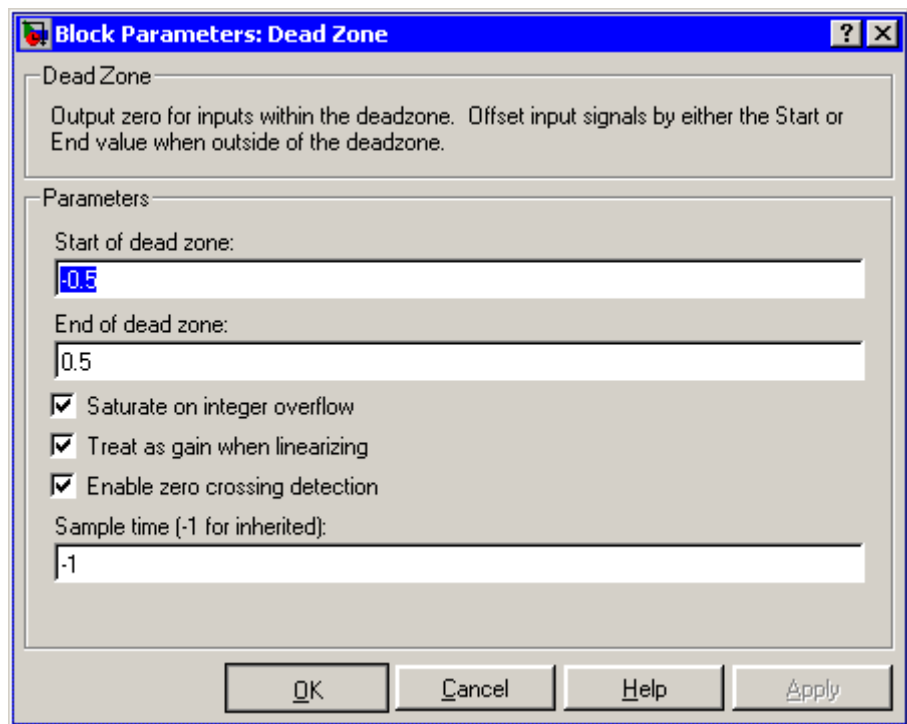 Block Parameters: Dead Zone
?
Dead Zone
Output zero for inputs within the deadzone.  Offset input signals by either the Start or
End value when outside of the deadzone.
Parameters
Start of dead zone:
-0.5
End of dead zone:
0.5
Saturate on integer overflow
Treat as gain when linearizing
Enable zero crossing detection
Sample time (-1 for inherited):
-1
OK
Cancel
Help
Apply